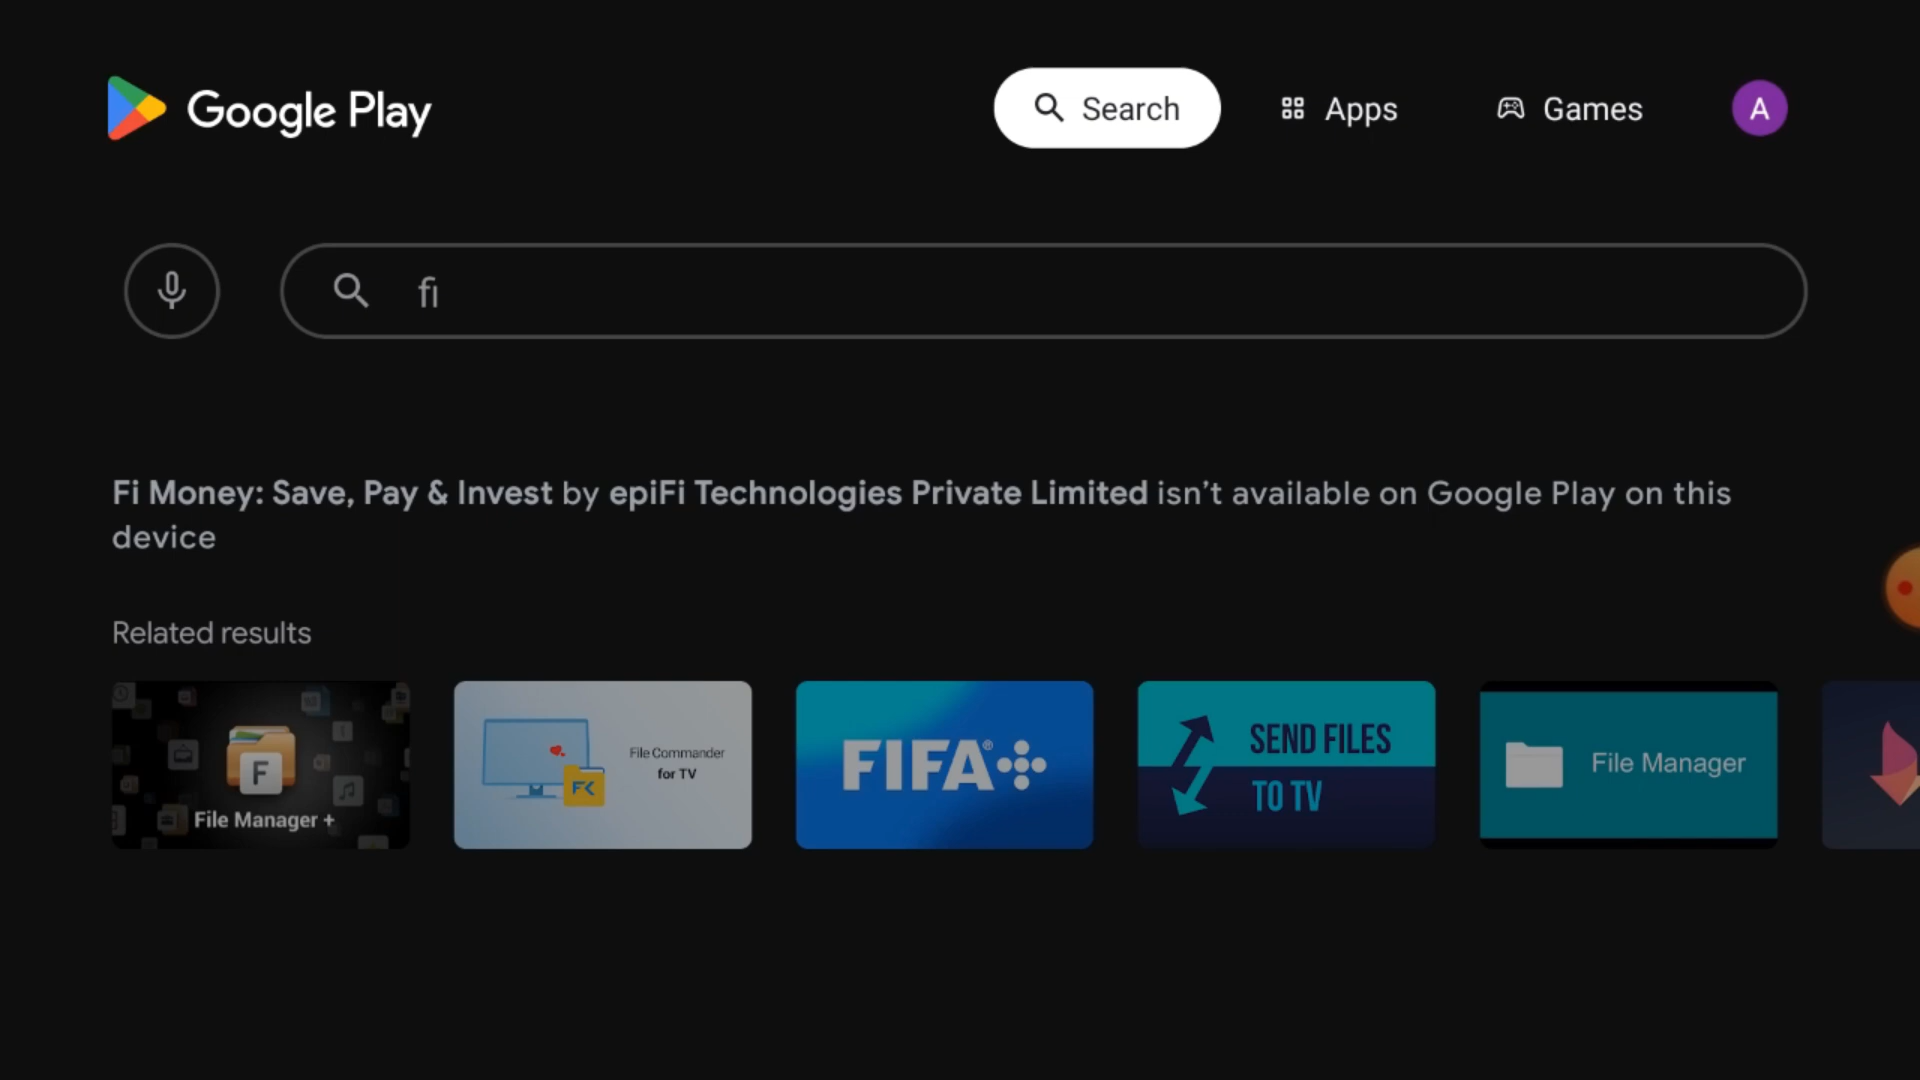 Google Play
Search
Apps
Games
A
fi
Fi Money: Save, Pay & Invest by epiFi Technologies Private Limited isn’t available on Google Play on this
device
Related results
F
File Manager +
File Commander
for TV
FK
FIFA®+
SEND FILES
TO TV
File Manager